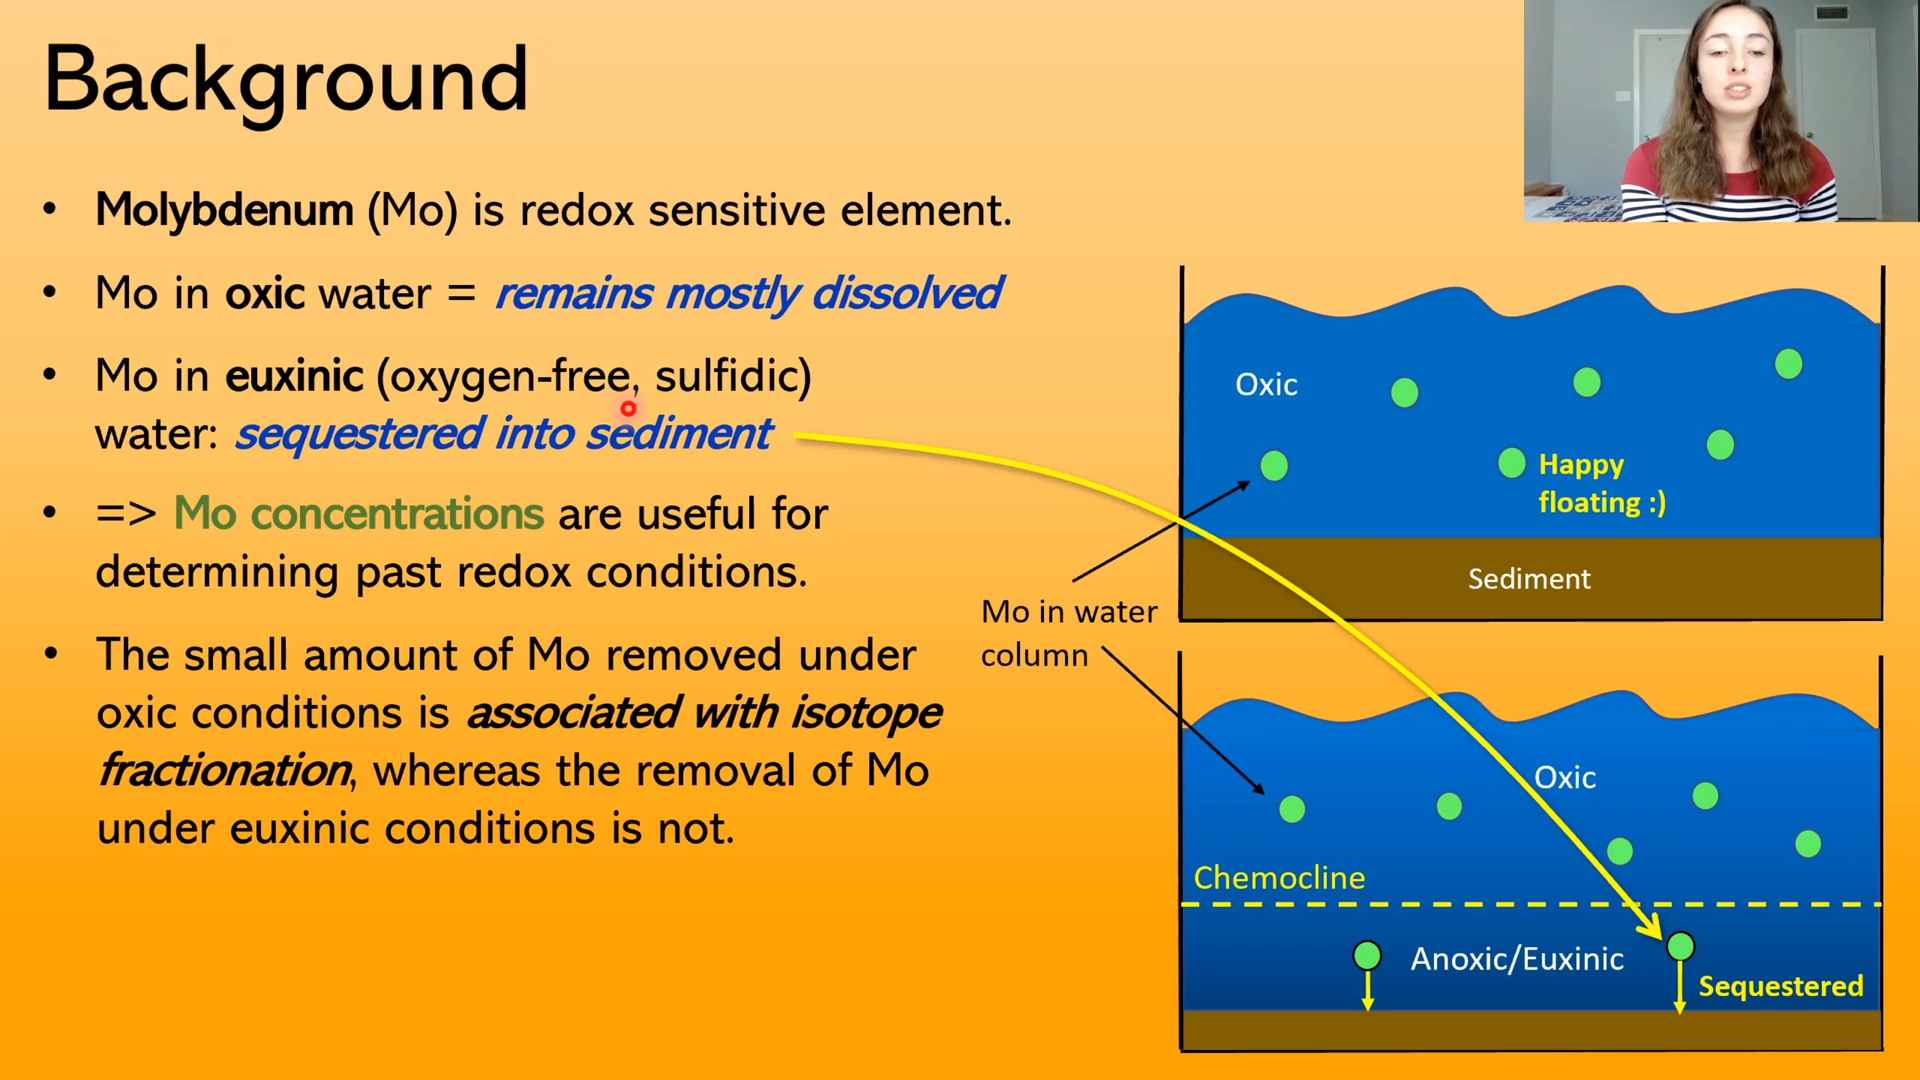 Background
• Molybdenum (Mo) is redox sensitive element.
• Mo in oxic water = remains mostly dissolved
• Mo in euxinic (oxygen-free, sulfidic)
water: sequestered into sediment
• => Mo concentrations are useful for
determining past redox conditions.
• The small amount of Mo removed under
oxic conditions is associated with isotope
fractionation, whereas the removal of Mo
under euxinic conditions is not.
Oxic
Happy
floating :)
Sediment
Mo in water
column
Oxic
Chemocline
Anoxic/Euxinic
Sequestered